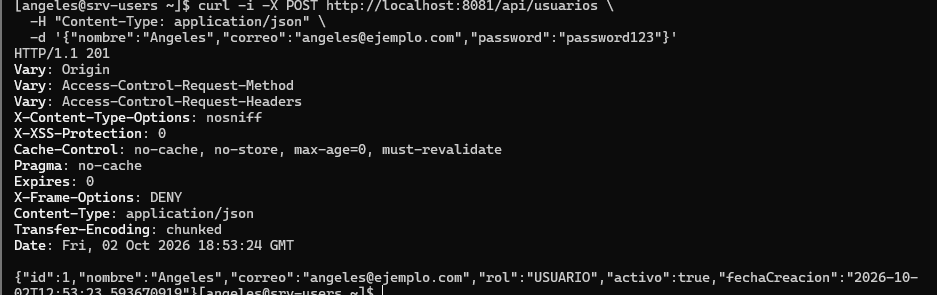 [angeles@srv-users ~]$ curl -i -X POST http://localhost:8081/api/usuarios \
-H "Content-Type: application/json" \
-d '{"nombre":"Angeles","correo":"angeles@ejemplo.com","password":"password123"}'
HTTP/1.1 201
Vary: Origin
Vary: Access-Control-Request-Method
Vary: Access-Control-Request-Headers
X-Content-Type-Options: nosniff
X-XSS-Protection: 0
Cache-Control: no-cache, no-store, max-age=0, must-revalidate
Pragma: no-cache
Expires: 0
X-Frame-Options: DENY
Content-Type: application/json
Transfer-Encoding: chunked
Date: Fri, 02 Oct 2026 18:53:24 GMT
{"id":1,"nombre":"Angeles","correo":"angeles@ejemplo.com","rol":"USUARIO","activo":true,"fechaCreacion":"2026-10-
02T12:53:23.593670919"}[angeles@srv-users ~]$